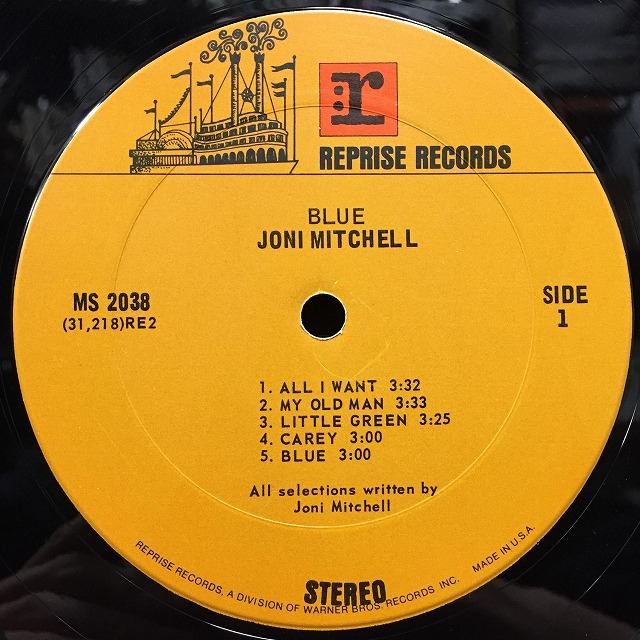 r
REPRISE RECORDS
BLUE
JONI MITCHELL
MS 2038
(31,218)RE2
SIDE
1
1. ALL I WANT 3:32
2. MY OLD MAN 3:33
3. LITTLE GREEN 3:25
4. CAREY 3:00
5. BLUE 3:00
All selections written by
Joni Mitchell
STEREO
REPRISE RECORDS, A DIVISION OF WARNER BROS. RECORDS INC. MADE IN U.S.A.